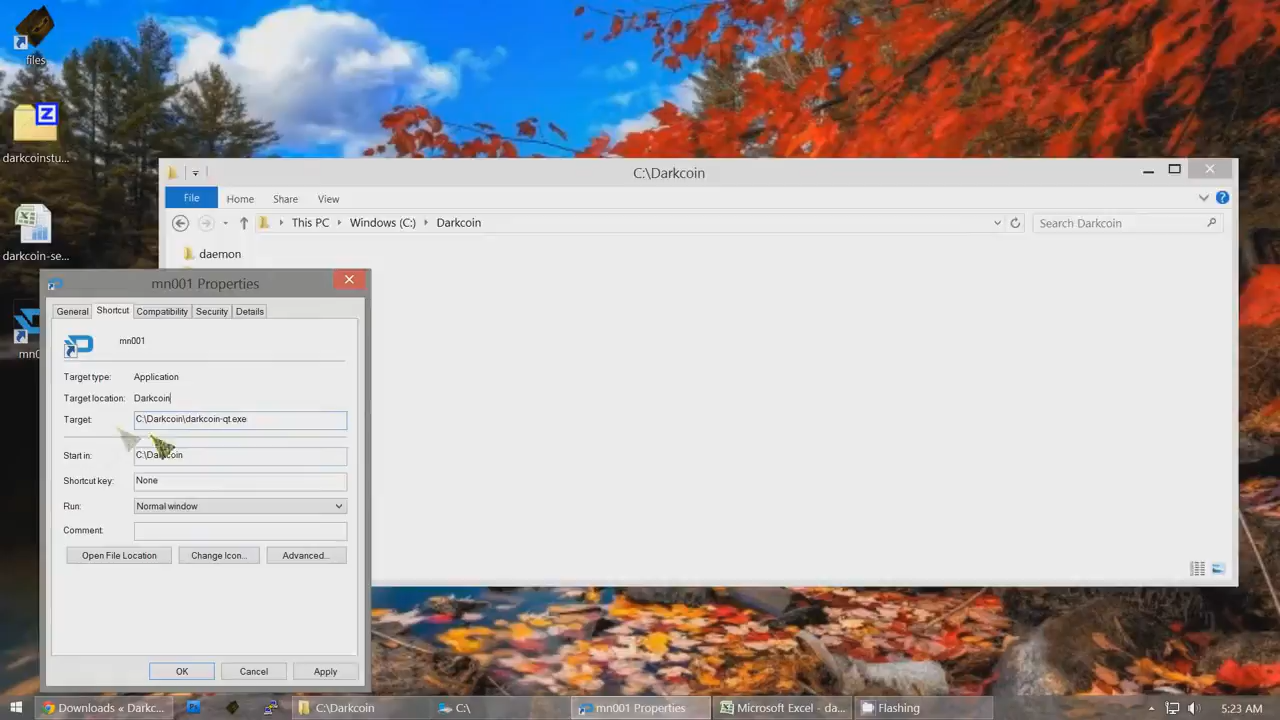 files
darkcoinstu...
darkcoin-se...
mn0
C:\Darkcoin
File
Home
Share
View
This PC
Windows (C:)
Darkcoin
Search Darkcoin
daemon
mn001 Properties
General
Shortcut
Compatibility
Security
Details
mn001
Target type: Application
Target location: Darkcoin
Target: C:\Darkcoin\darkcoin-qt.exe
Start in: C:\Darkcoin
Shortcut key: None
Run: Normal window
Comment:
Open File Location
Change Icon...
Advanced...
OK
Cancel
Apply
Downloads « Darkc...
C:\Darkcoin
C:\
mn001 Properties
Microsoft Excel - da...
Flashing
5:23 AM